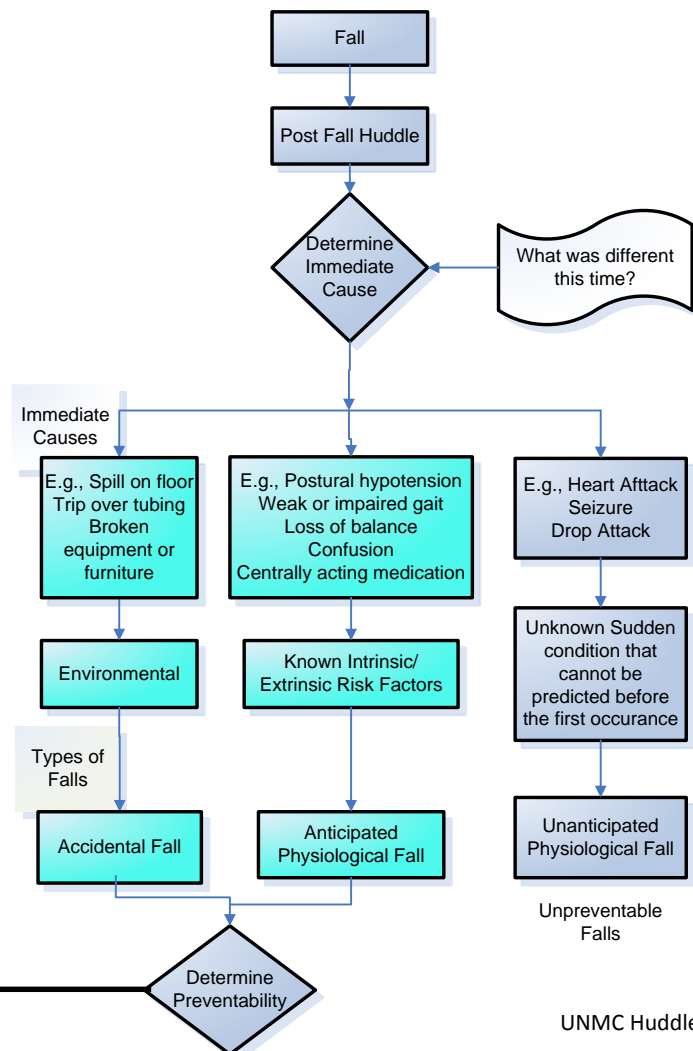 Fall
Post Fall Huddle
Determine
Immediate
Cause
What was different
this time?
Immediate
Causes
E.g., Spill on floor
Trip over tubing
Broken
equipment or
furniture
E.g., Postural hypotension
Weak or impaired gait
Loss of balance
Confusion
Centrally acting medication
E.g., Heart Afttack
Seizure
Drop Attack
Environmental
Known Intrinsic/
Extrinsic Risk Factors
Unknown Sudden
condition that
cannot be
predicted before
the first occurance
Types of
Falls
Accidental Fall
Anticipated
Physiological Fall
Unanticipated
Physiological Fall
Unpreventable
Falls
Determine
Preventability
UNMC Huddle